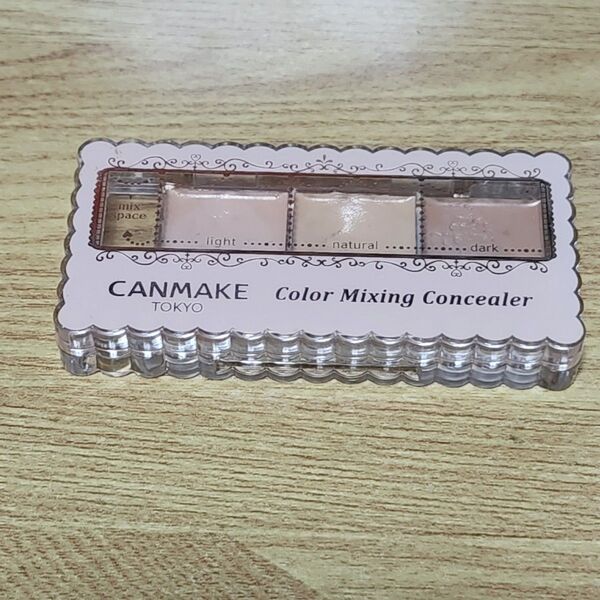 mix
space
light
natural
dark
CANMAKE
TOKYO
Color Mixing Concealer